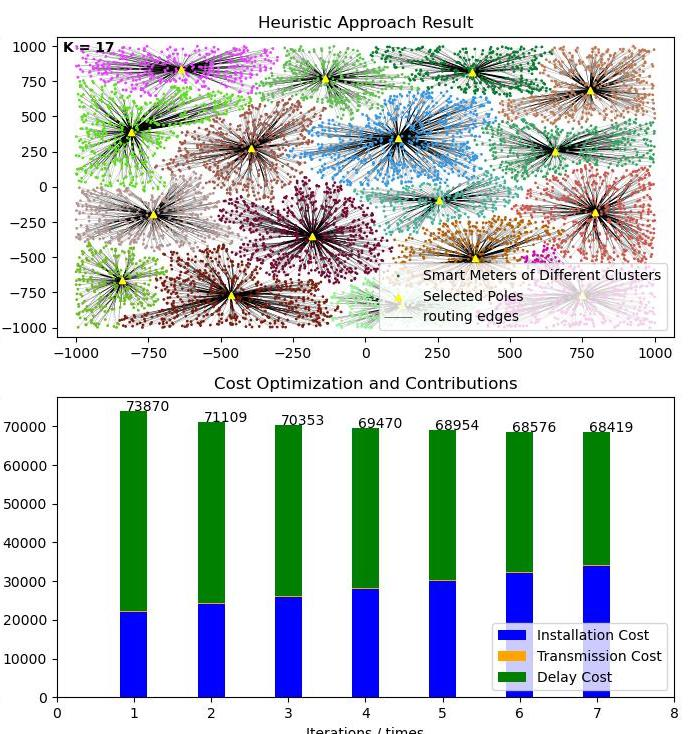 Heuristic Approach Result
K = 17
1000
750
500
250
0
−250
−500
−750
−1000
Smart Meters of Different Clusters
Selected Poles
routing edges
−1000 −750 −500 −250 0 250 500 750 1000
Cost Optimization and Contributions
73870 71109 70353 69470 68954 68576 68419
70000
60000
50000
40000
30000
20000
10000
0
Installation Cost
Transmission Cost
Delay Cost
0 1 2 3 4 5 6 7 8
Iterations / times